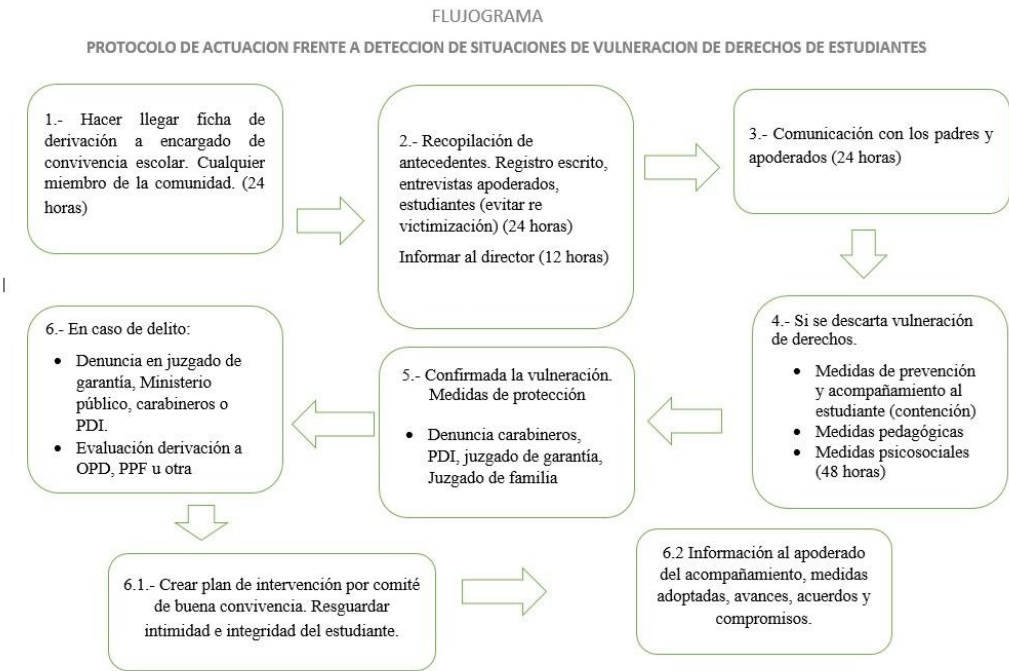 FLUJOGRAMA
PROTOCOLO DE ACTUACION FRENTE A DETECCION DE SITUACIONES DE VULNERACION DE DERECHOS DE ESTUDIANTES
1.- Hacer llegar ficha de
derivación a encargado de
convivencia escolar. Cualquier
miembro de la comunidad. (24
horas)
2.- Recopilación de
antecedentes. Registro escrito,
entrevistas apoderados,
estudiantes (evitar re
victimización) (24 horas)
Informar al director (12 horas)
3.- Comunicación con los padres y
apoderados (24 horas)
4.- Si se descarta vulneración
de derechos.
• Medidas de prevención
y acompañamiento al
estudiante (contención)
• Medidas pedagógicas
• Medidas psicosociales
(48 horas)
5.- Confirmada la vulneración.
Medidas de protección
• Denuncia carabineros,
PDI, juzgado de garantía,
Juzgado de familia
6.- En caso de delito:
• Denuncia en juzgado de
garantía, Ministerio
público, carabineros o
PDI.
• Evaluación derivación a
OPD, PPF u otra
6.1.- Crear plan de intervención por comité
de buena convivencia. Resguardar
intimidad e integridad del estudiante.
6.2 Información al apoderado
del acompañamiento, medidas
adoptadas, avances, acuerdos y
compromisos.